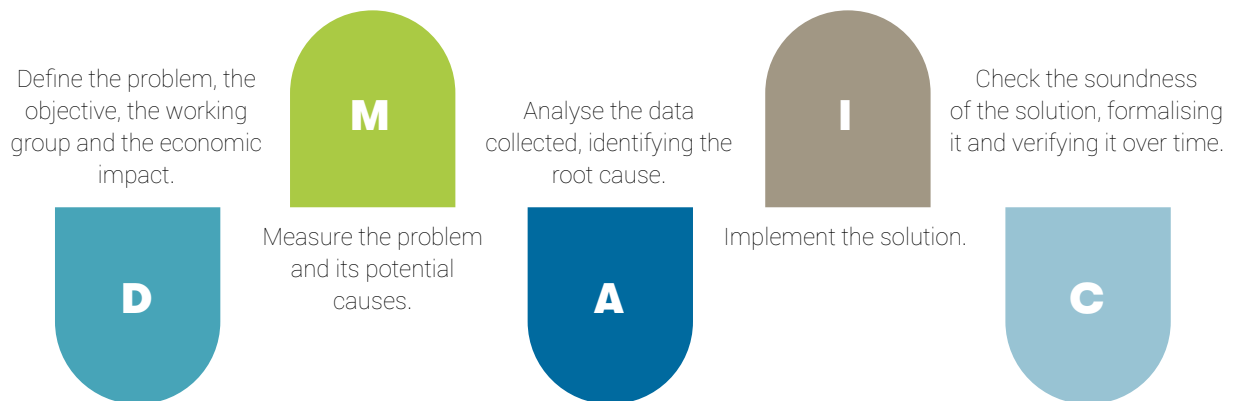 Define the problem, the
objective, the working
group and the economic
impact.
D
M
Measure the problem
and its potential
causes.
Analyse the data
collected, identifying the
root cause.
A
I
Implement the solution.
Check the soundness
of the solution, formalising
it and verifying it over time.
C